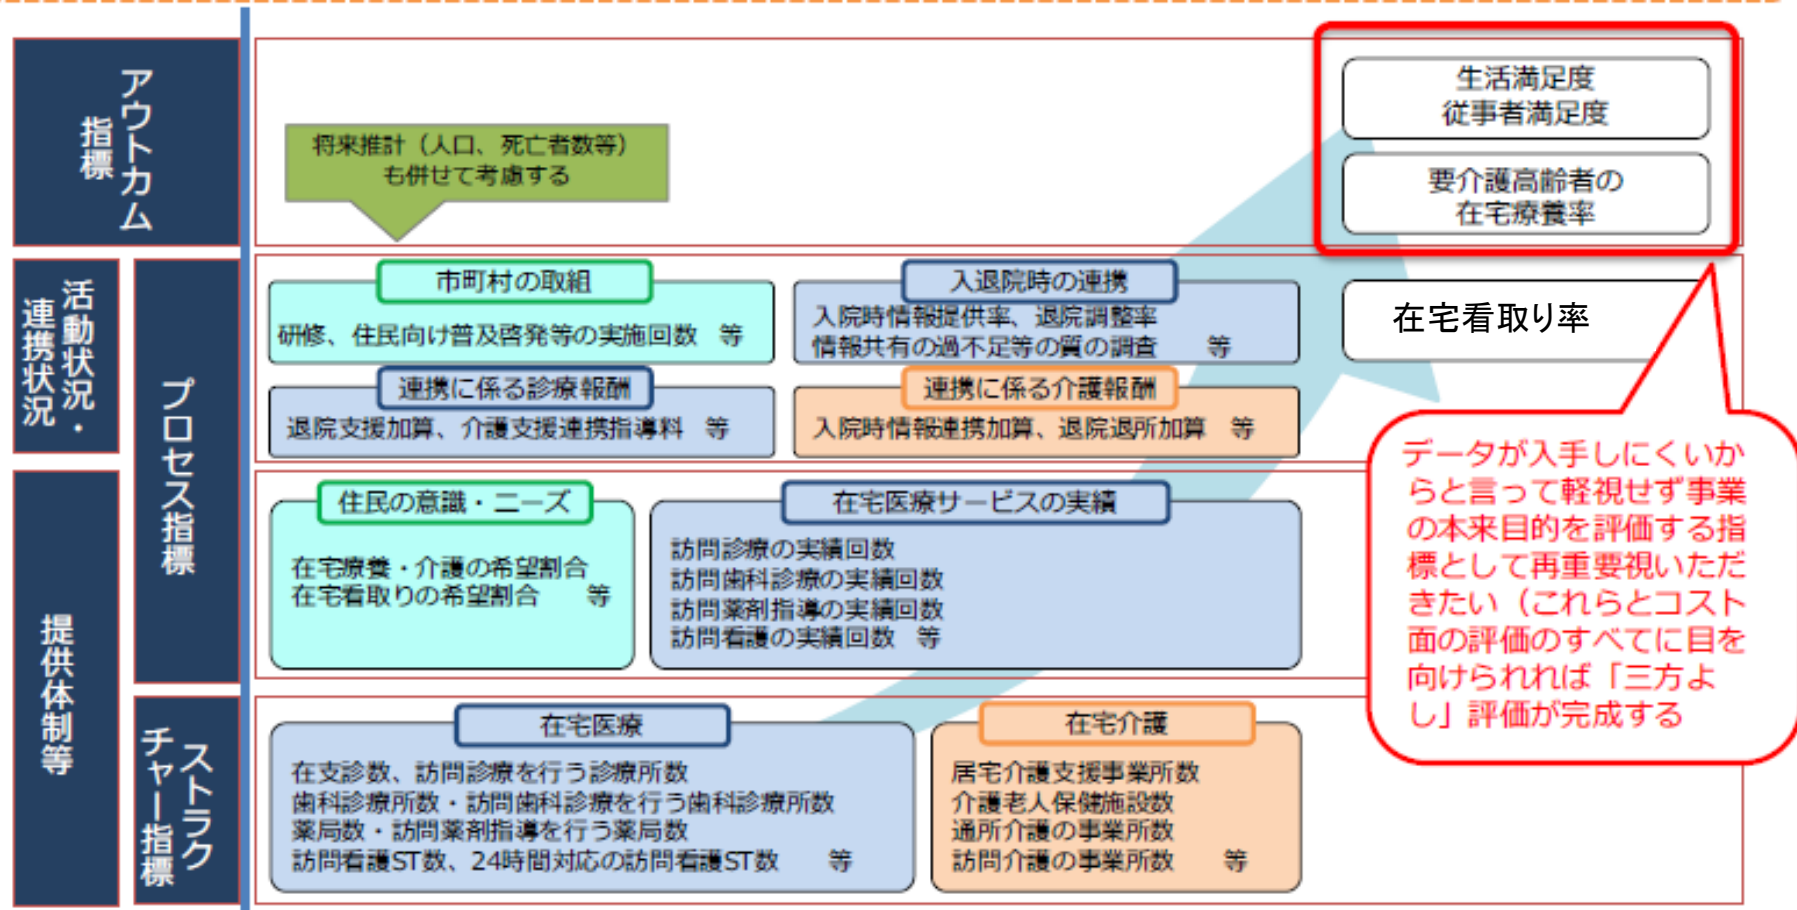 アウトカム
指標
将来推計（人口、死亡者数等）
も併せて考慮する
生活満足度
従事者満足度
要介護高齢者の
在宅療養率
活動状況・
連携状況
プロセス指標
市町村の取組
研修、住民向け普及啓発等の実施回数　等
入退院時の連携
入院時情報提供率、退院調整率
情報共有の過不足等の質の調査　　等
在宅看取り率
連携に係る診療報酬
退院支援加算、介護支援連携指導料　等
連携に係る介護報酬
入院時情報連携加算、退院退所加算　等
データが入手しにくいか
らと言って軽視せず事業
の本来目的を評価する指
標として再重要視いただ
きたい（これらとコスト
面の評価のすべてに目を
向けられれば「三方よ
し」評価が完成する
提供体制等
住民の意識・ニーズ
在宅療養・介護の希望割合
在宅看取りの希望割合　　等
在宅医療サービスの実績
訪問診療の実績回数
訪問歯科診療の実績回数
訪問薬剤指導の実績回数
訪問看護の実績回数　等
ストラク
チャー指標
在宅医療
在支診数、訪問診療を行う診療所数
歯科診療所数・訪問歯科診療を行う歯科診療所数
薬局数・訪問薬剤指導を行う薬局数
訪問看護ST数、24時間対応の訪問看護ST数　　等
在宅介護
居宅介護支援事業所数
介護老人保健施設数
通所介護の事業所数
訪問介護の事業所数　　等